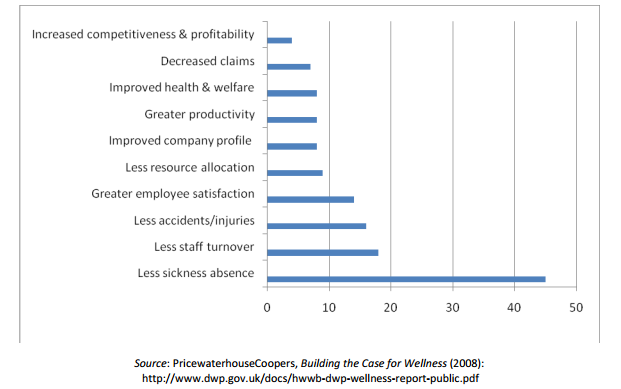 Increased competitiveness & profitability
Decreased claims
Improved health & welfare
Greater productivity
Improved company profile
Less resource allocation
Greater employee satisfaction
Less accidents/injuries
Less staff turnover
Less sickness absence
0 10 20 30 40 50
Source: PricewaterhouseCoopers, Building the Case for Wellness (2008):
http://www.dwp.gov.uk/docs/hwwb-dwp-wellness-report-public.pdf